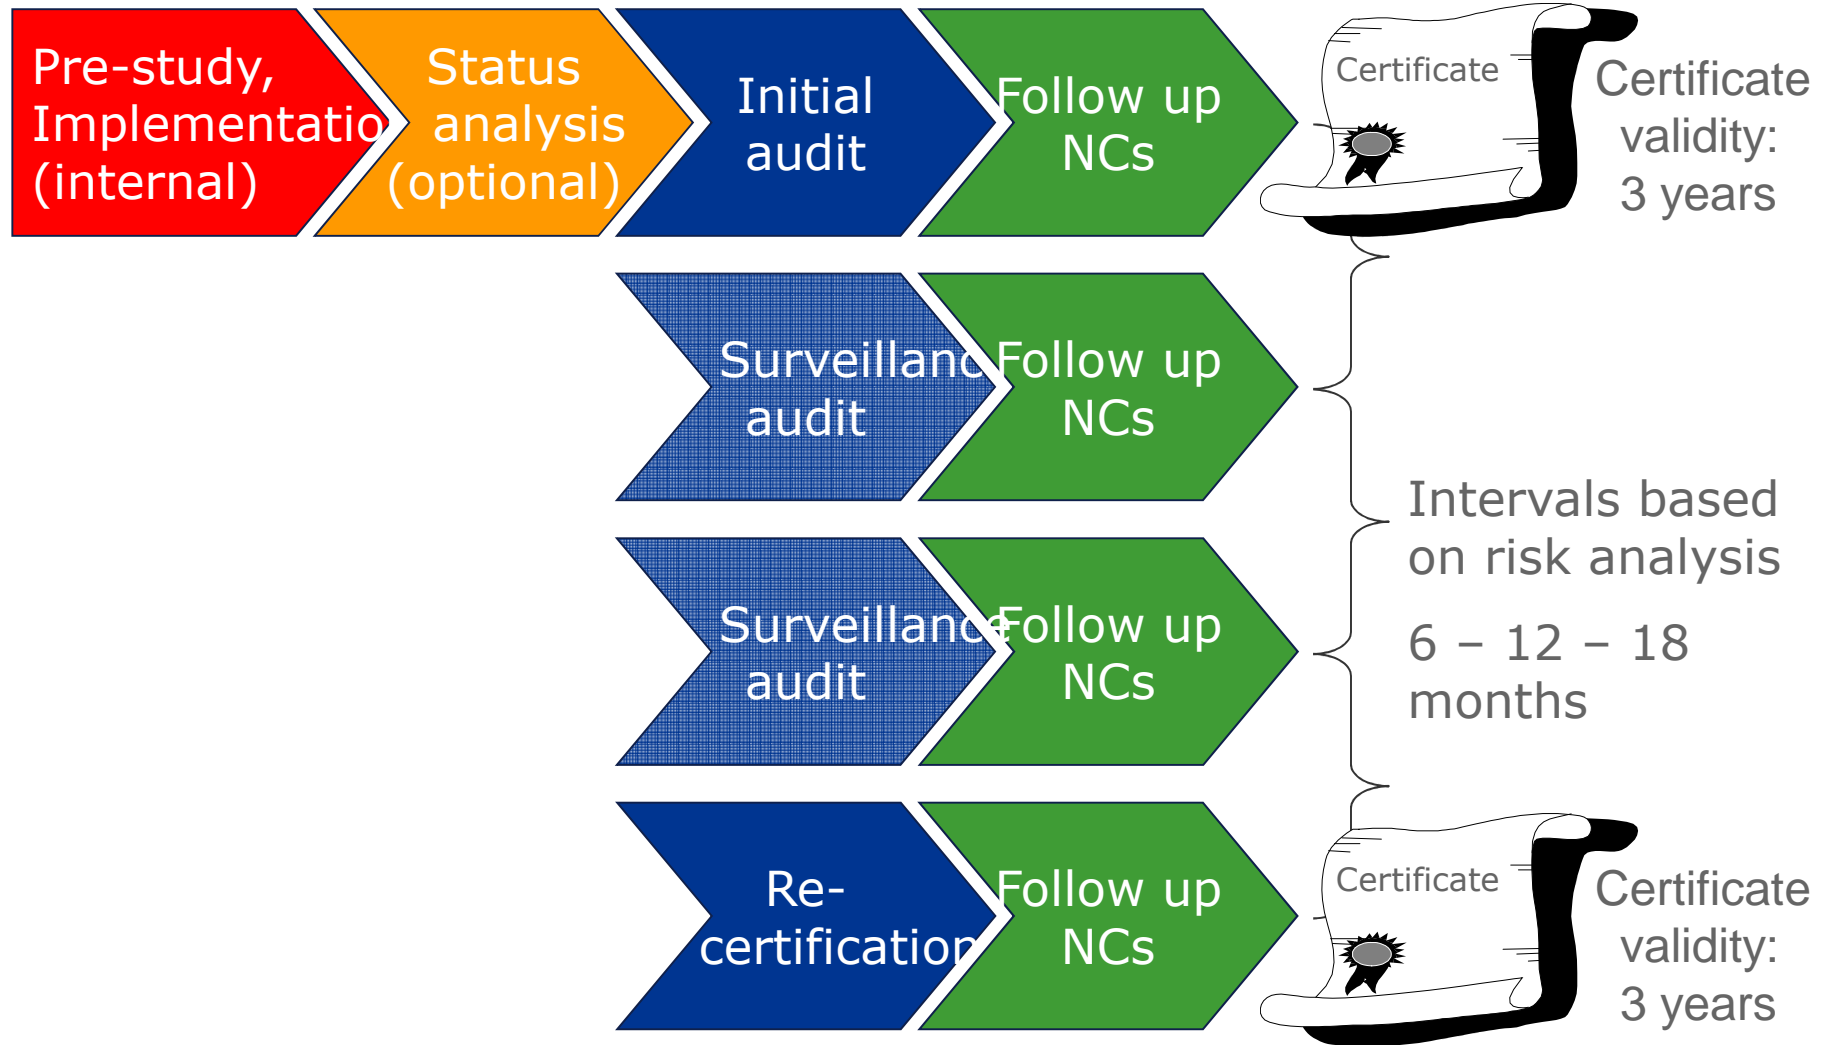 Pre-study,
Implementatio
(internal)
Status
analysis
(optional)
Initial
audit
Follow up
NCs
Certificate
Certificate
validity:
3 years
Surveillanc
audit
Follow up
NCs
Surveillance
audit
Follow up
NCs
Intervals based
on risk analysis
6 – 12 – 18
months
Re-
certification
Follow up
NCs
Certificate
Certificate
validity:
3 years